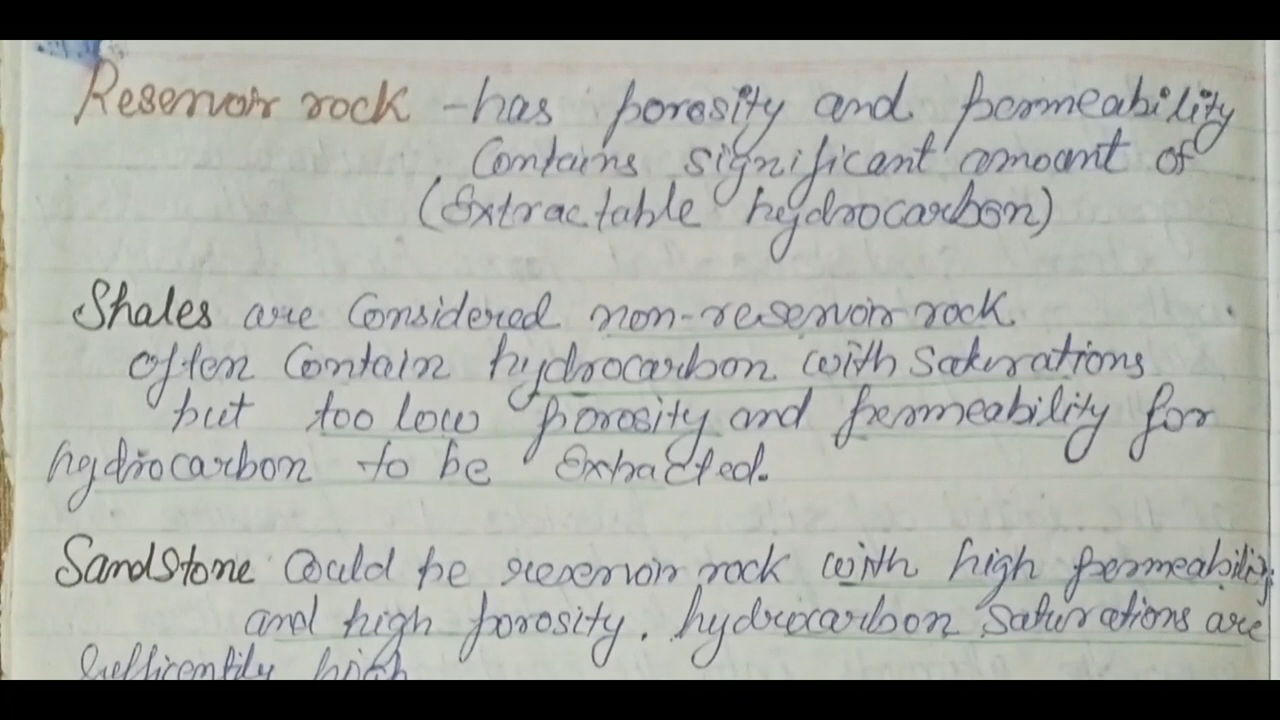 Reservoir rock - has porosity and permeability
Contains significant amount of
(Extractable hydrocarbon)
Shales are Considered non-reservoir rock.
often Contain hydrocarbon with Saturations
but too low porosity and permeability for
hydrocarbon to be Extracted.
SandStone Could be reservoir rock with high permeability
and high porosity. hydrocarbon Saturations are
high